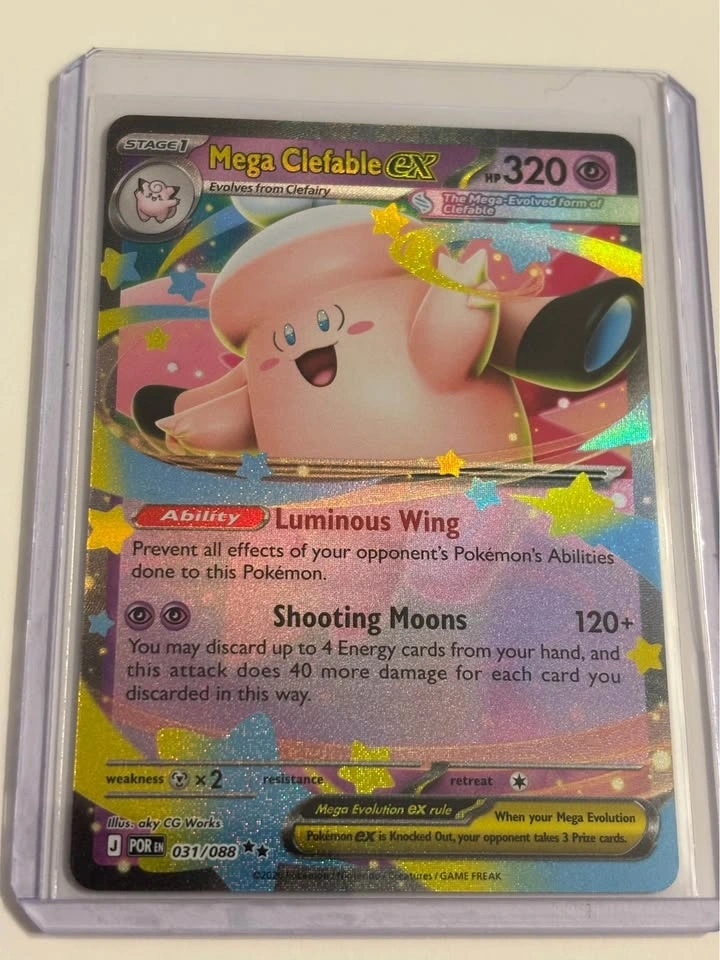 STAGE1
Mega Clefable ex
HP 320
Evolves from Clefairy
The Mega-Evolved form of
Clefable
Ability Luminous Wing
Prevent all effects of your opponent's Pokémon's Abilities
done to this Pokémon.
Shooting Moons 120+
You may discard up to 4 Energy cards from your hand, and
this attack does 40 more damage for each card you
discarded in this way.
weakness ×2 resistance retreat
Illus. aky CG Works
Mega Evolution ex rule
When your Mega Evolution
Pokémon ex is Knocked Out, your opponent takes 3 Prize cards.
J POR EN 031/088
Pokémon / Nintendo / Creatures / GAME FREAK